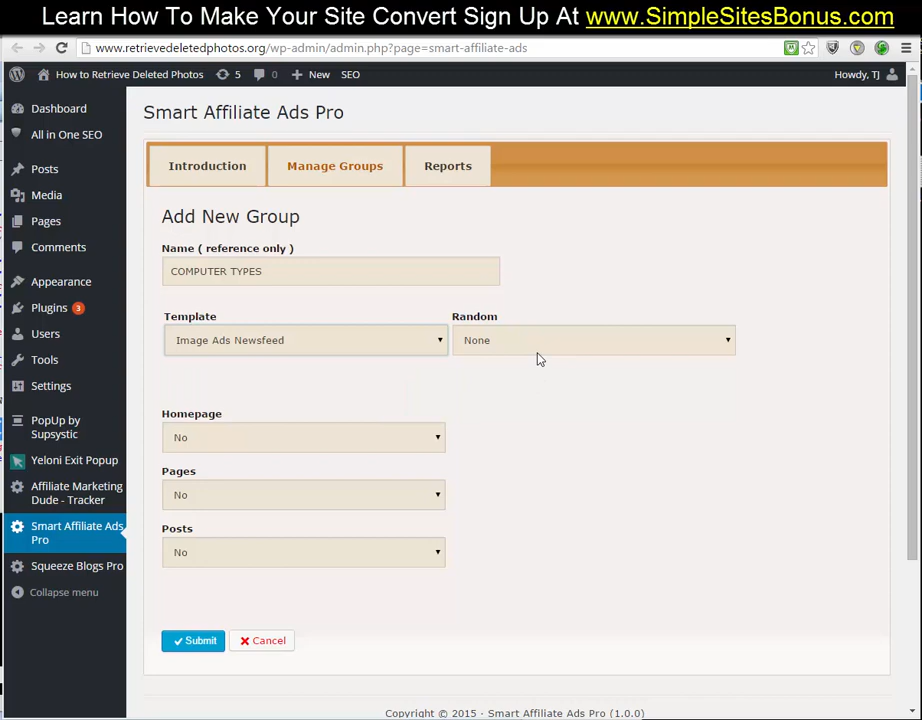 Learn How To Make Your Site Convert Sign Up At www.SimpleSitesBonus.com
www.retrievedeletedphotos.org/wp-admin/admin.php?page=smart-affiliate-ads
How to Retrieve Deleted Photos 5 0 New SEO Howdy, TJ
Dashboard
All in One SEO
Posts
Media
Pages
Comments
Appearance
Plugins 3
Users
Tools
Settings
PopUp by
Supsystic
Yeloni Exit Popup
Affiliate Marketing
Dude - Tracker
Smart Affiliate Ads
Pro
Squeeze Blogs Pro
Collapse menu
Smart Affiliate Ads Pro
Introduction Manage Groups Reports
Add New Group
Name ( reference only )
COMPUTER TYPES
Template Random
Image Ads Newsfeed None
Homepage
No
Pages
No
Posts
No
Submit Cancel
Copyright © 2015 - Smart Affiliate Ads Pro (1.0.0)